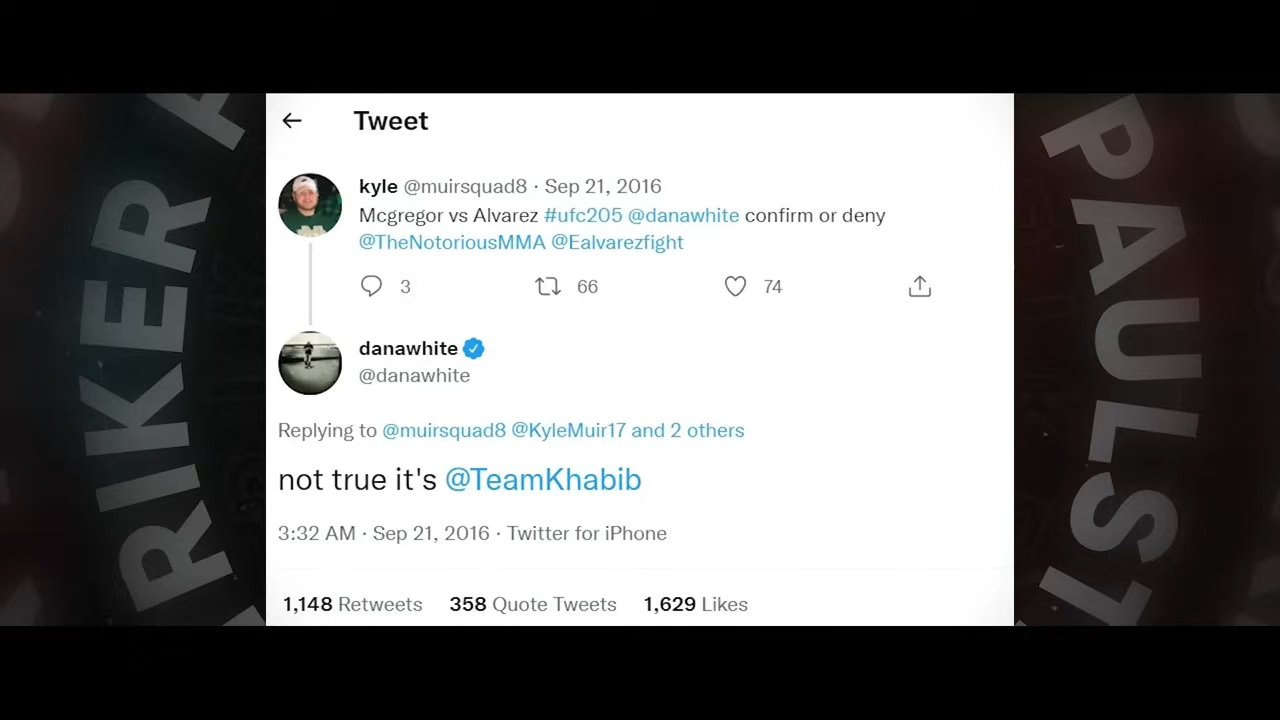 Tweet
kyle @muirsquad8 · Sep 21, 2016
Mcgregor vs Alvarez #ufc205 @danawhite confirm or deny
@TheNotoriousMMA @Ealvarezfight
3 66 74
danawhite
@danawhite
Replying to @muirsquad8 @KyleMuir17 and 2 others
not true it's @TeamKhabib
3:32 AM · Sep 21, 2016 · Twitter for iPhone
1,148 Retweets 358 Quote Tweets 1,629 Likes
RIKER
PAULST